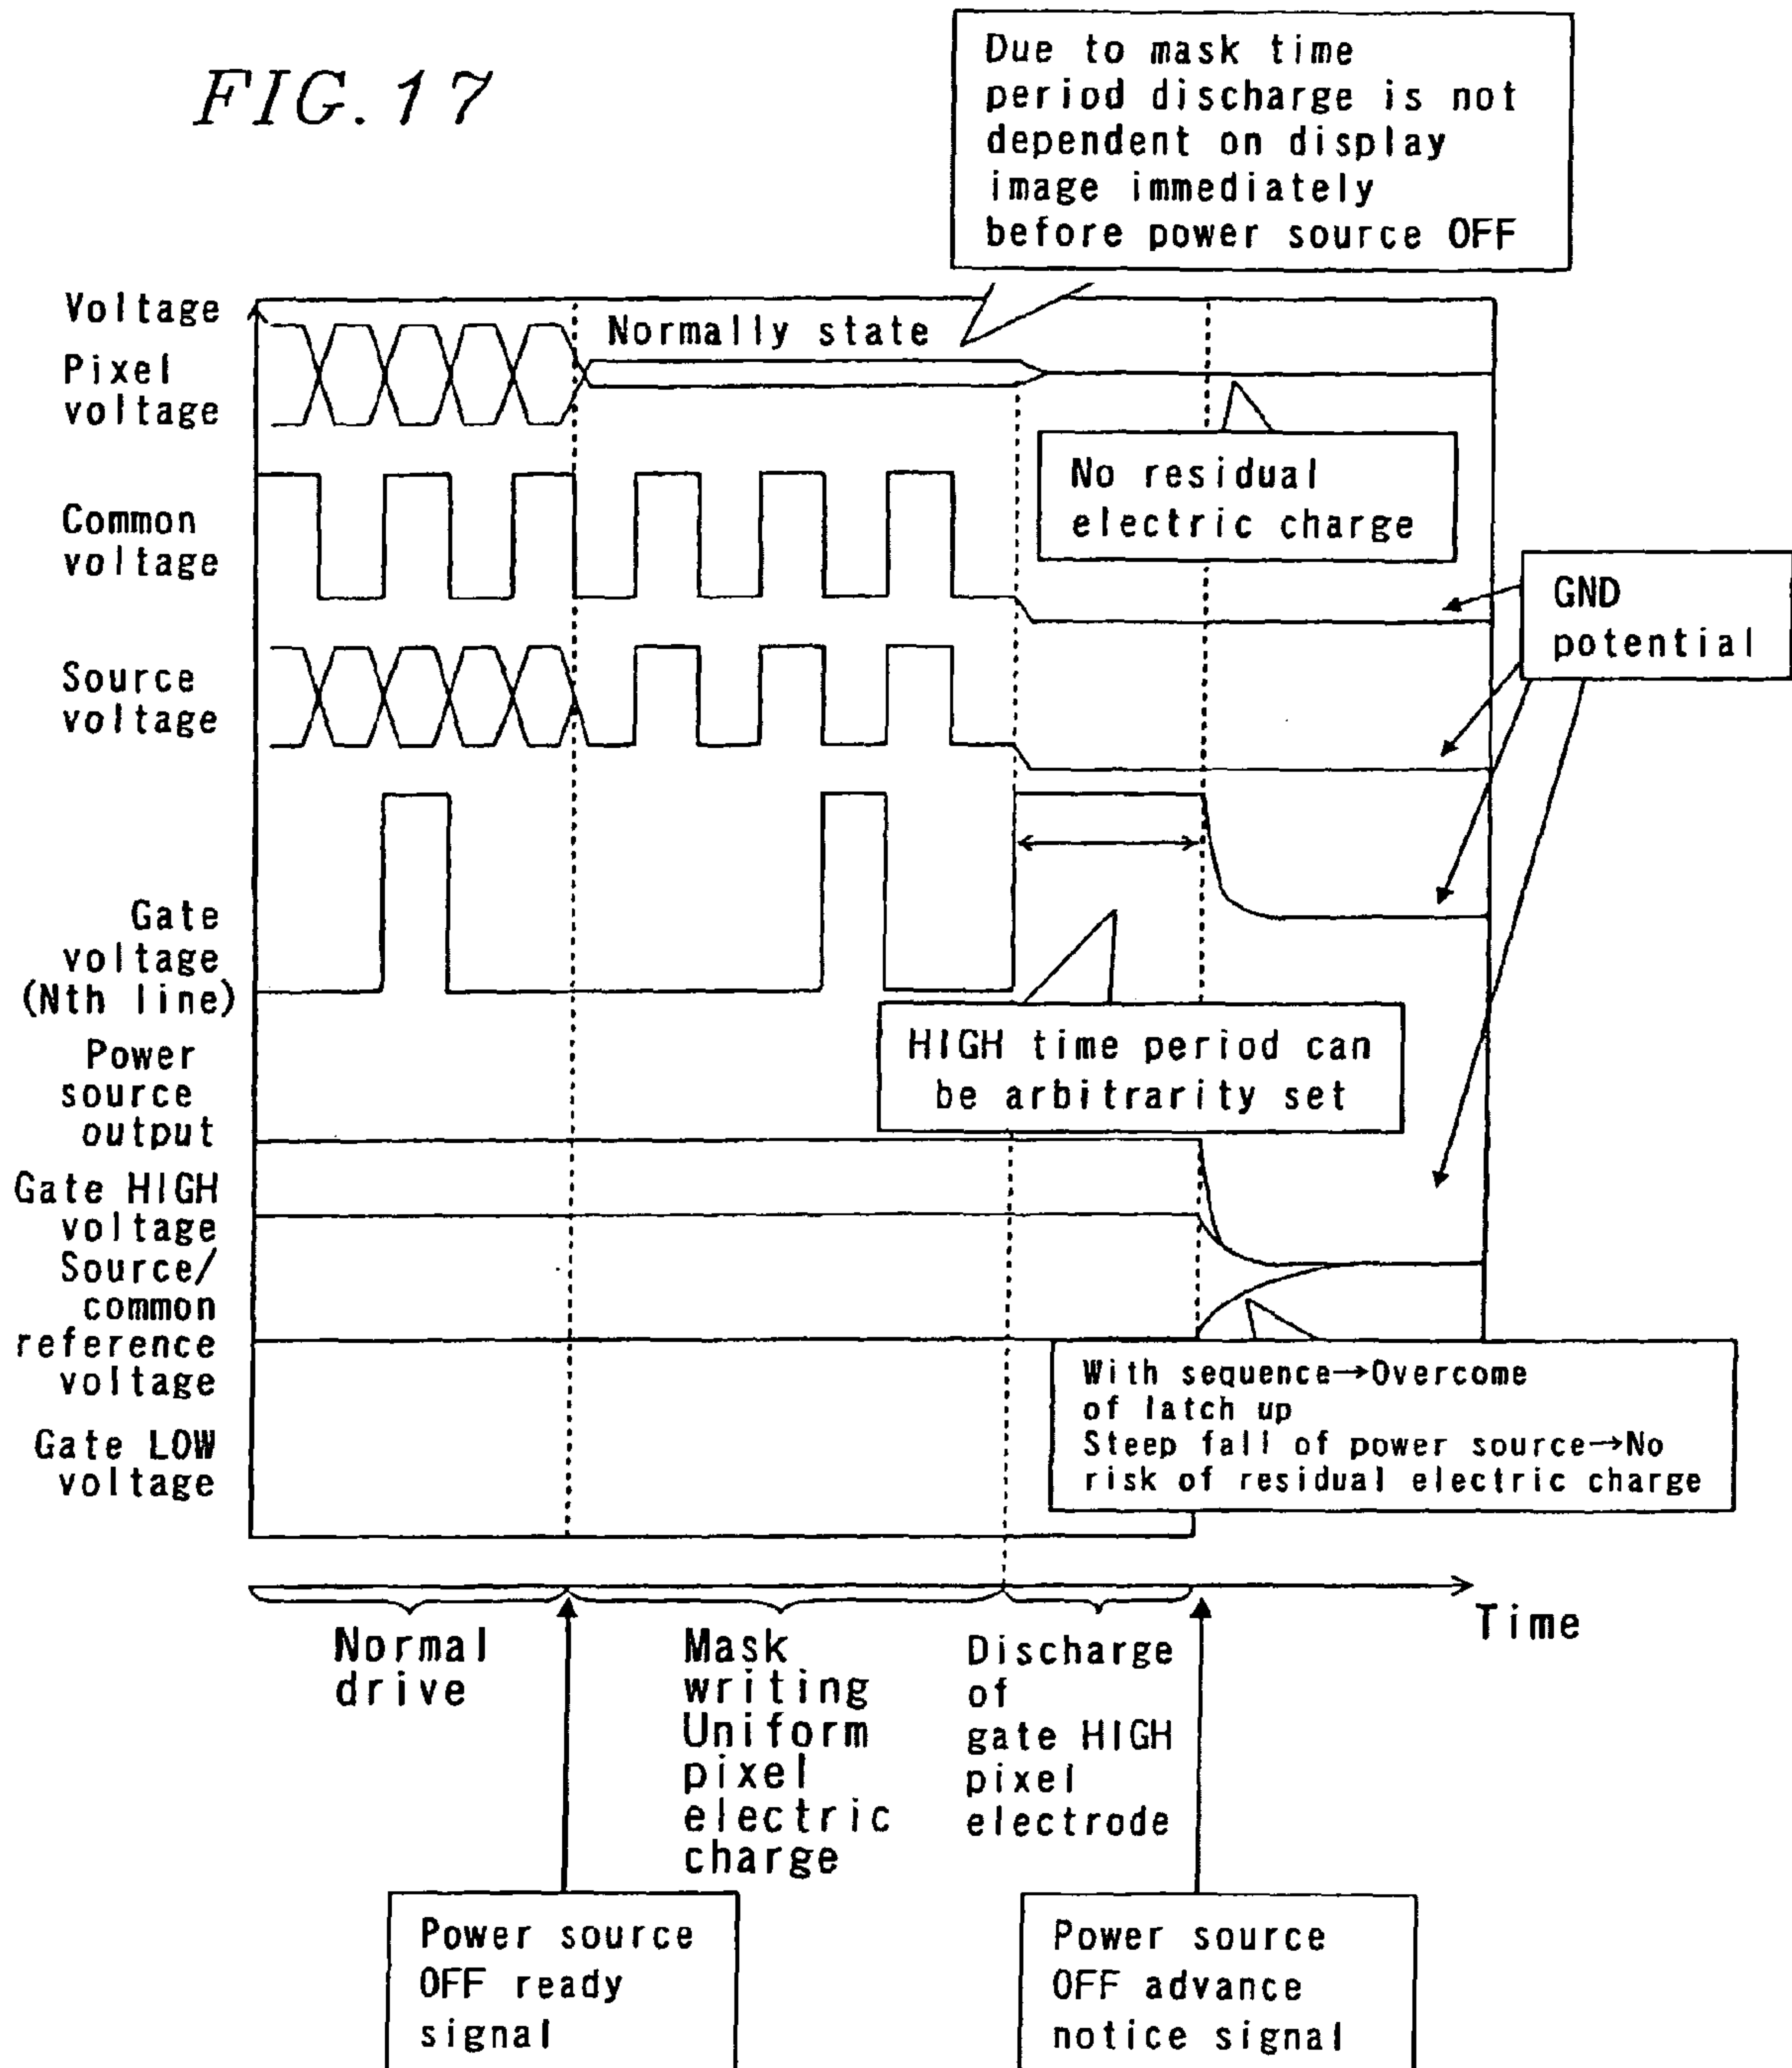 FIG. 17
Due to mask time
period discharge is not
dependent on display
image immediately
before power source OFF
Voltage
Normally state
Pixel
voltage
No residual
electric charge
Common
voltage
GND
potential
Source
voltage
Gate
voltage
(Nth line)
HIGH time period can
be arbitrarity set
Power
source
output
Gate HIGH
voltage
Source/
common
reference
voltage
With sequence→Overcome
of latch up
Steep fall of power source→No
risk of residual electric charge
Gate LOW
voltage
Time
Normal
drive
Mask
writing
Uniform
pixel
electric
charge
Discharge
of
gate HIGH
pixel
electrode
Power source
OFF ready
signal
Power source
OFF advance
notice signal